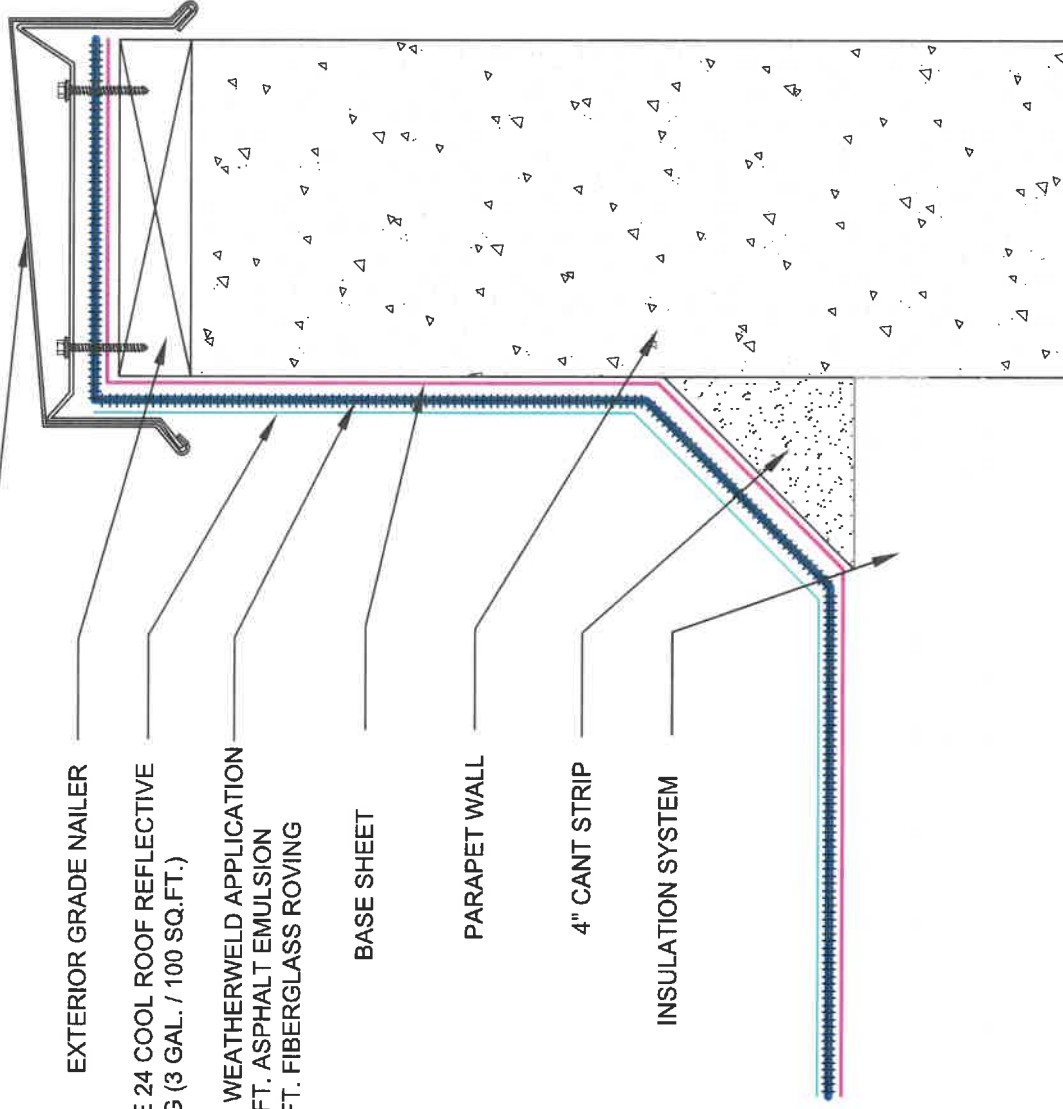 EXTERIOR GRADE NAILER
24 COOL ROOF REFLECTIVE
(3 GAL. / 100 SQ.FT.)
WEATHERWELD APPLICATION
FT. ASPHALT EMULSION
FT. FIBERGLASS ROVING
BASE SHEET
PARAPET WALL
4" CANT STRIP
INSULATION SYSTEM